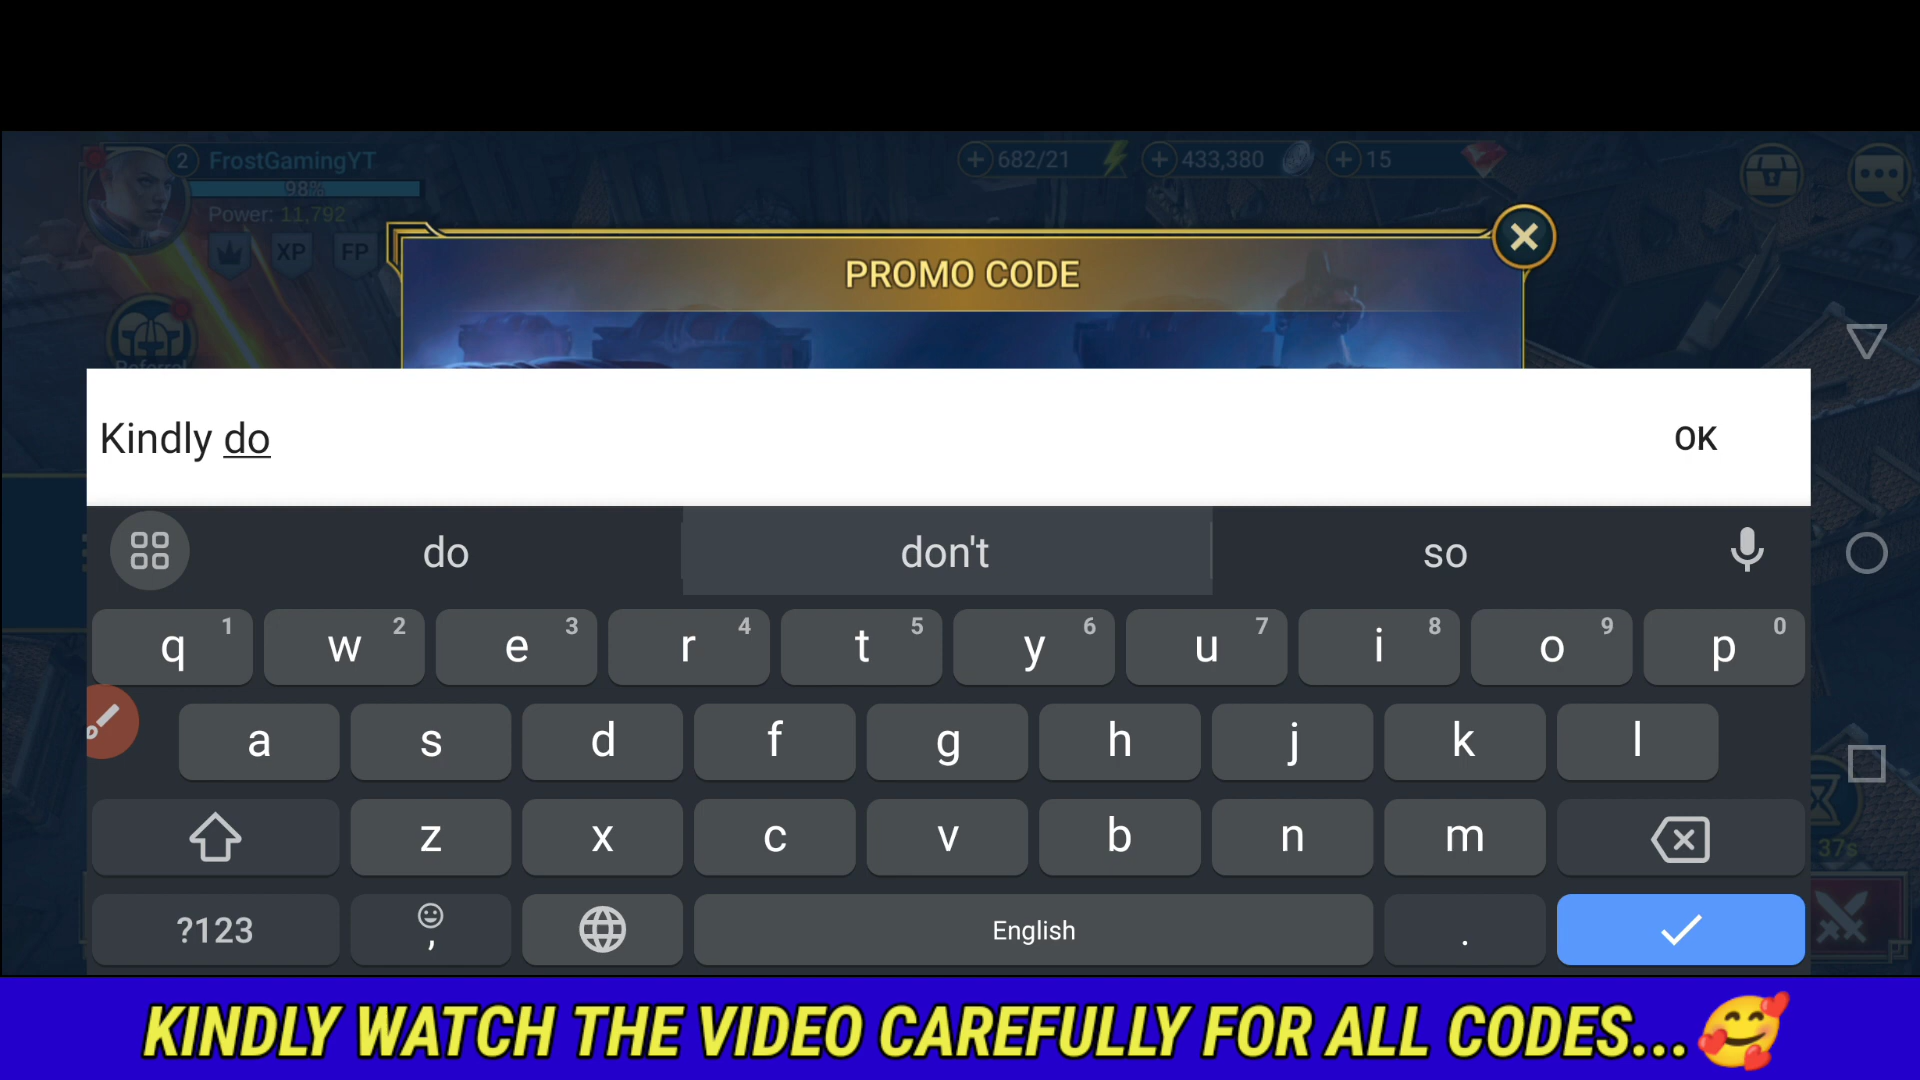 2 FrostGamingYT
98%
Power: 11,792
XP FP
682/21 433,380 15
Referral
PROMO CODE
Kindly do
OK
do don't so
q 1 w 2 e 3 r 4 t 5 y 6 u 7 i 8 o 9 p 0
a s d f g h j k l
z x c v b n m
37s
?123 , English .
KINDLY WATCH THE VIDEO CAREFULLY FOR ALL CODES...